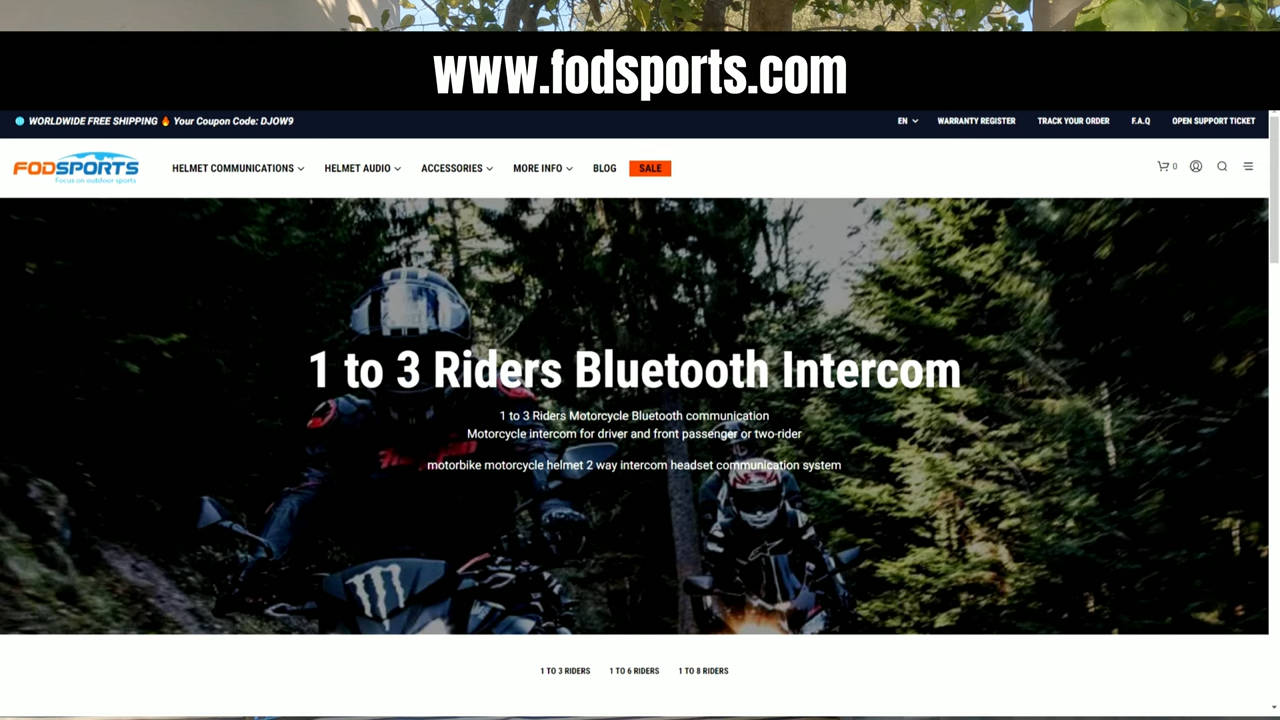 www.fodsports.com
WORLDWIDE FREE SHIPPING 🔥 Your Coupon Code: DJOW9
EN WARRANTY REGISTER TRACK YOUR ORDER F.A.Q OPEN SUPPORT TICKET
FODSPORTS
Focus on outdoor sports
HELMET COMMUNICATIONS HELMET AUDIO ACCESSORIES MORE INFO BLOG SALE
0
1 to 3 Riders Bluetooth Intercom
1 to 3 Riders Motorcycle Bluetooth communication
Motorcycle intercom for driver and front passenger or two-rider
motorbike motorcycle helmet 2 way intercom headset communication system
1 TO 3 RIDERS 1 TO 6 RIDERS 1 TO 8 RIDERS